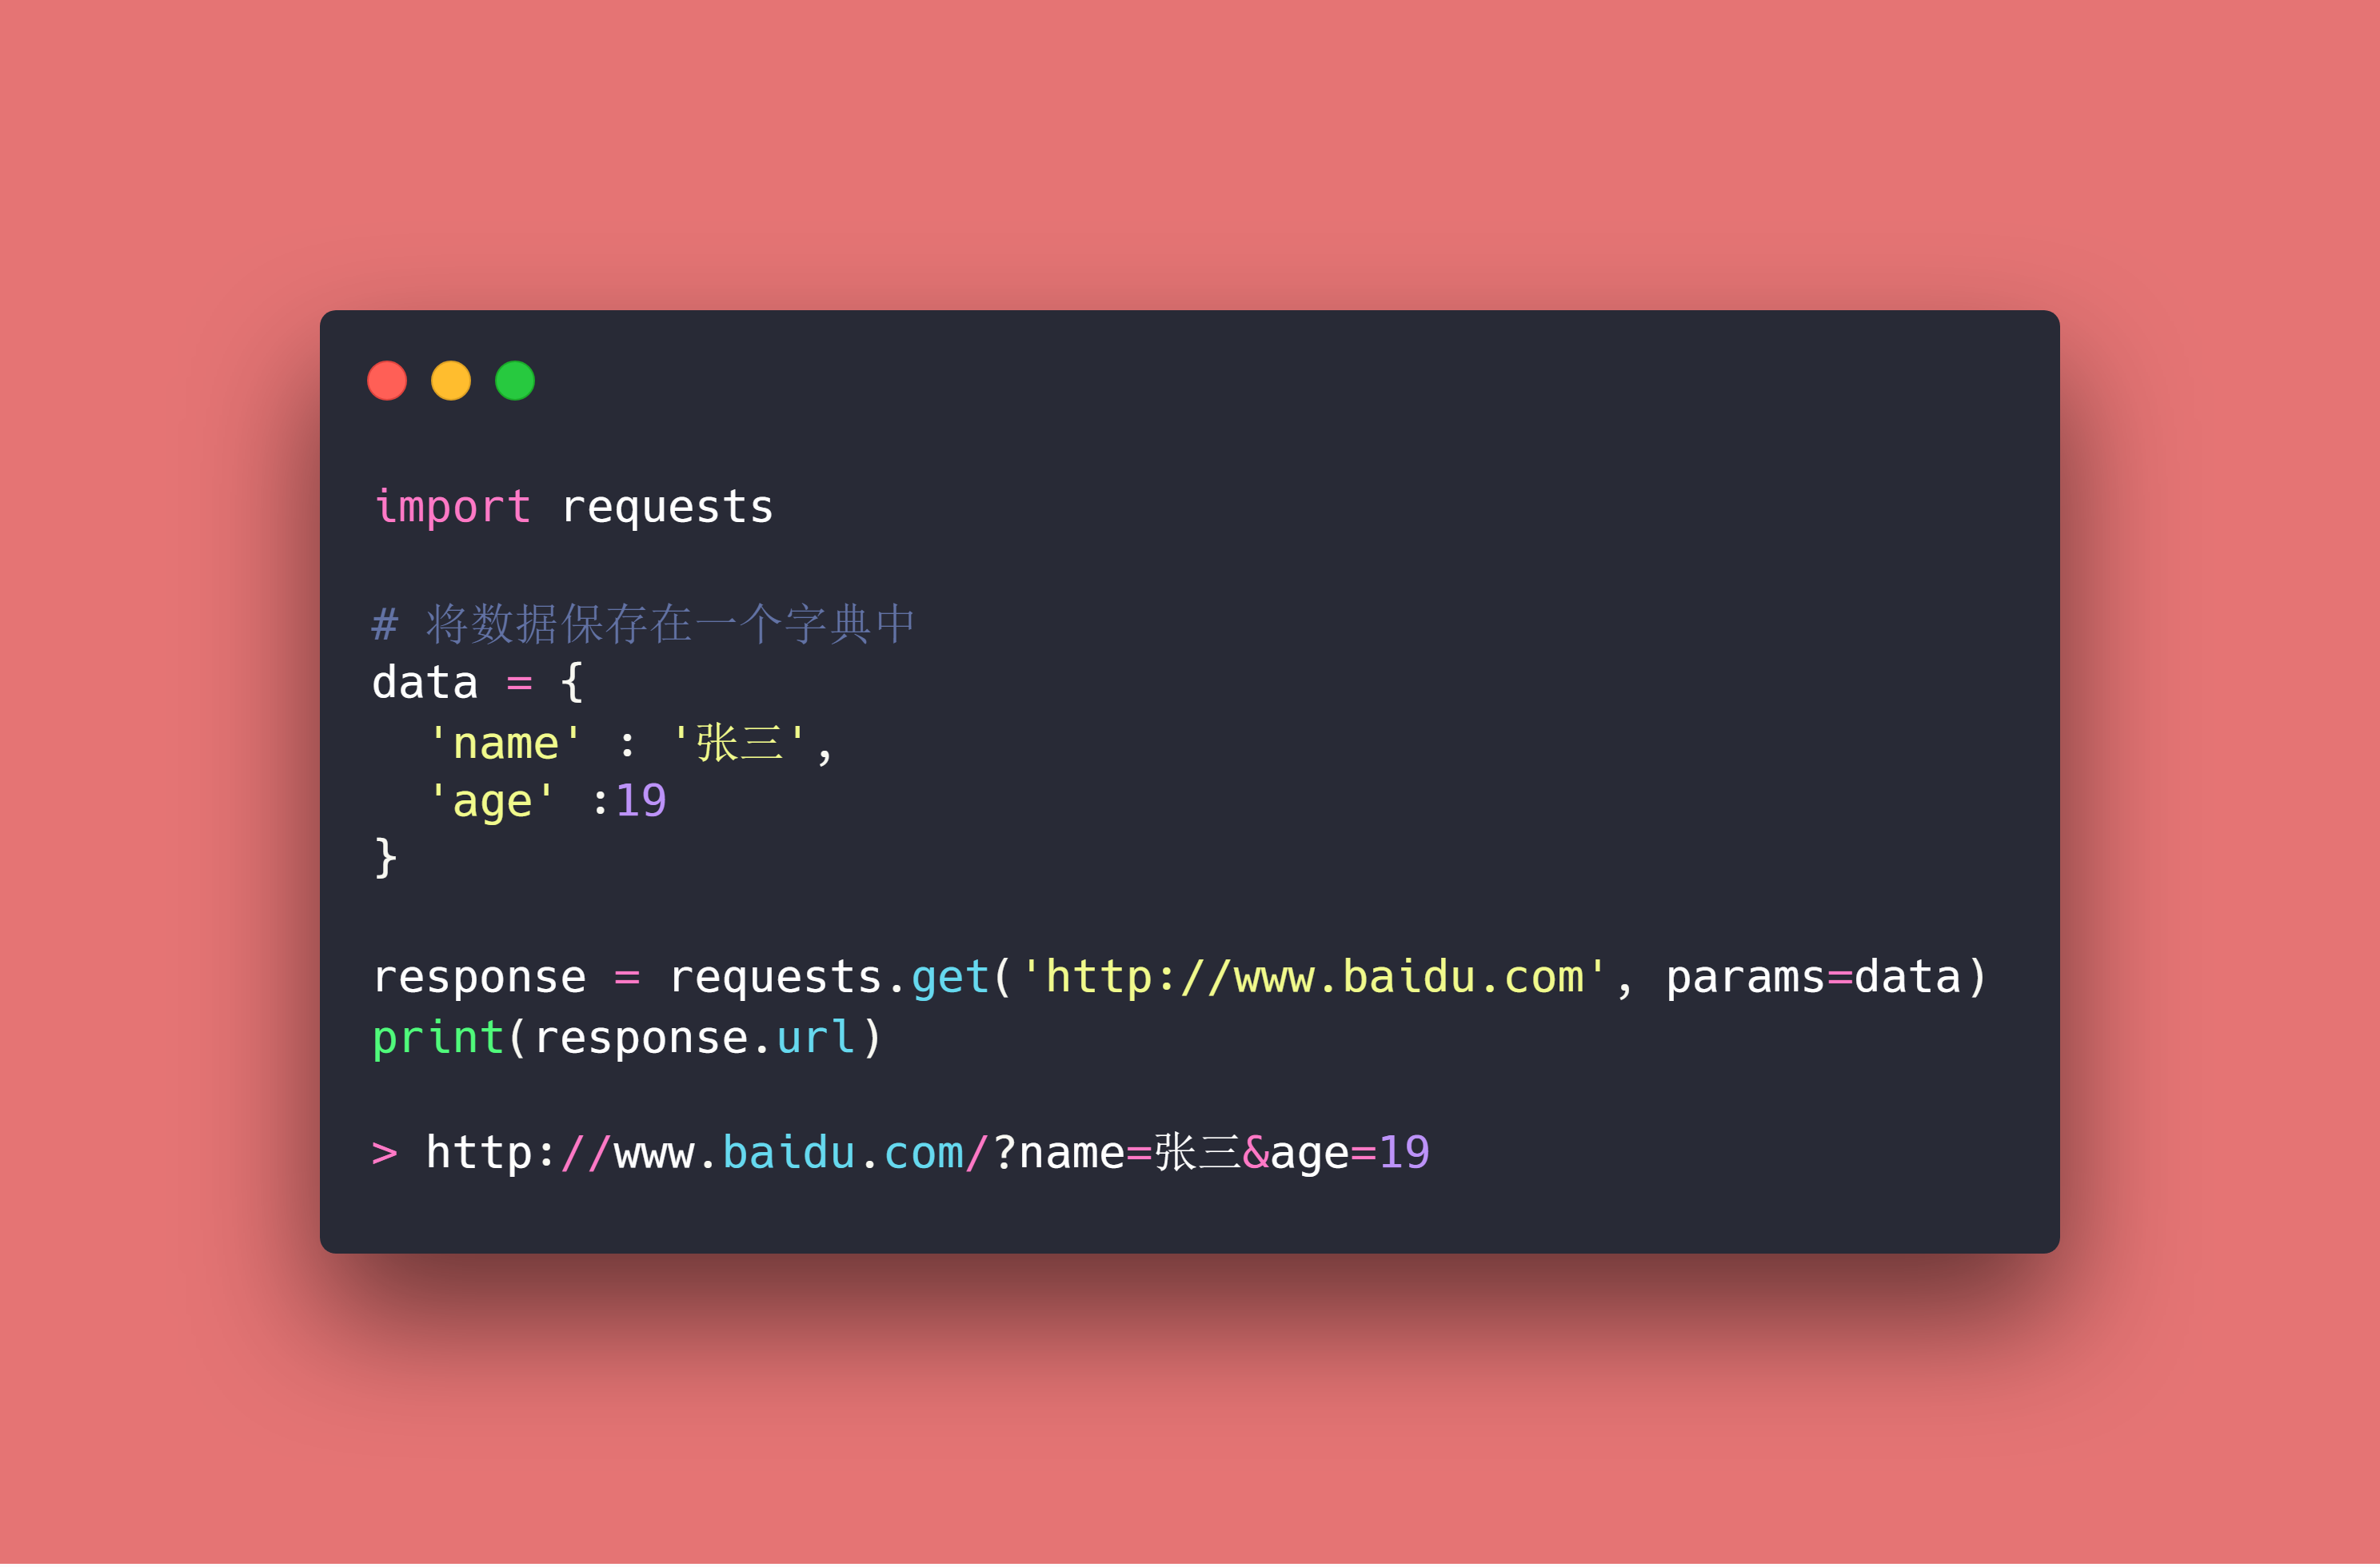 import requests
# 将数据保存在一个字典中
data = {
  'name' : '张三',
  'age' :19
}
response = requests.get('http://www.baidu.com', params=data)
print(response.url)
> http://www.baidu.com/?name=张三&age=19